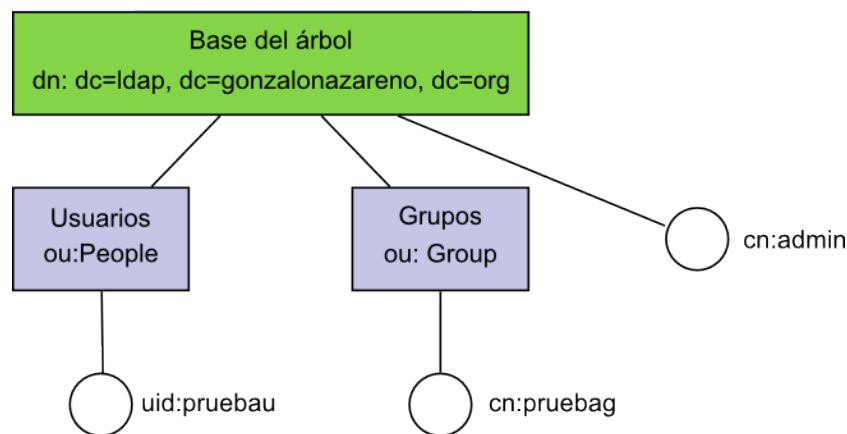 Base del árbol
dn: dc=ldap, dc=gonzalonazareno, dc=org
Usuarios
ou:People
Grupos
ou: Group
cn:admin
uid:pruebau
cn:pruebag